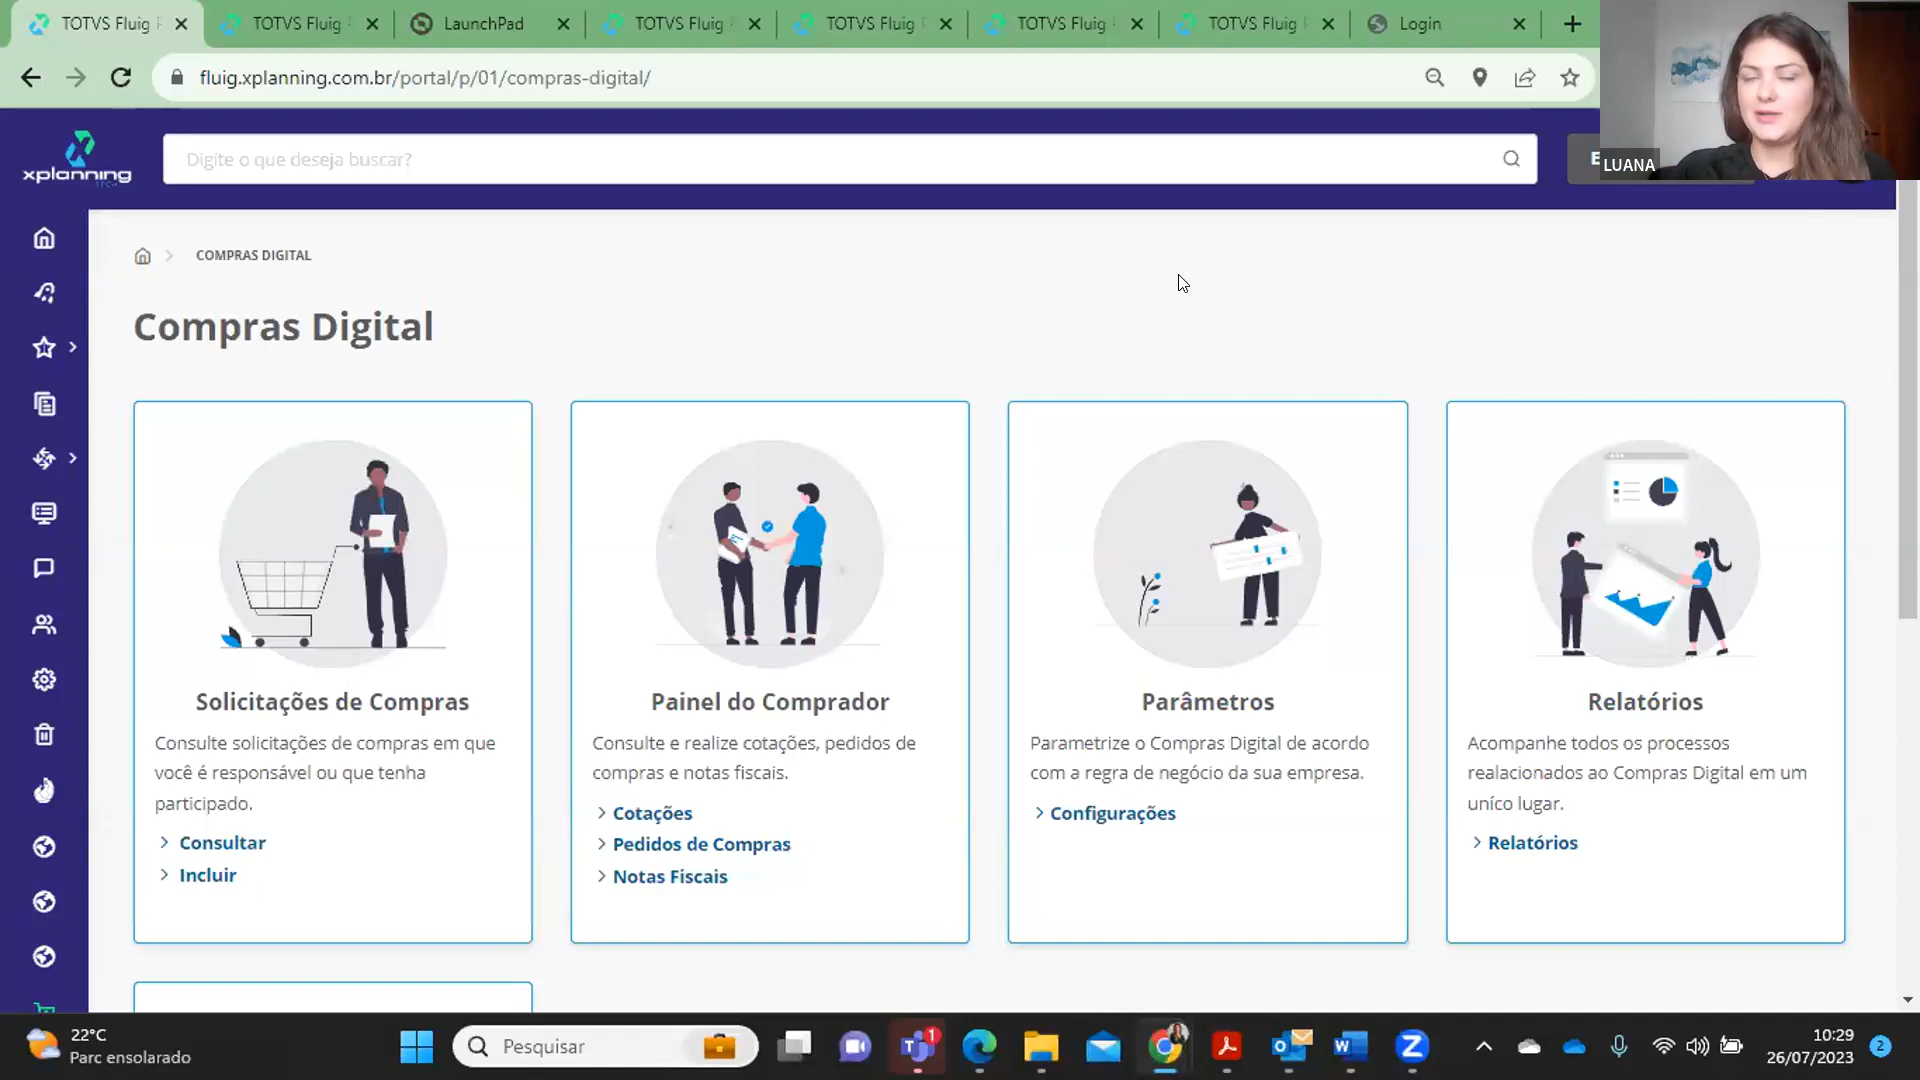 TOTVS Fluig
TOTVS Fluig
LaunchPad
TOTVS Fluig
TOTVS Fluig
TOTVS Fluig
TOTVS Fluig
Login
fluig.xplanning.com.br/portal/p/01/compras-digital/
xplanning
TECH
Digite o que deseja buscar?
LUANA
COMPRAS DIGITAL
Compras Digital
Solicitações de Compras
Consulte solicitações de compras em que
você é responsável ou que tenha
participado.
Consultar
Incluir
Painel do Comprador
Consulte e realize cotações, pedidos de
compras e notas fiscais.
Cotações
Pedidos de Compras
Notas Fiscais
Parâmetros
Parametrize o Compras Digital de acordo
com a regra de negócio da sua empresa.
Configurações
Relatórios
Acompanhe todos os processos
realacionados ao Compras Digital em um
uníco lugar.
Relatórios
22°C
Parc ensolarado
Pesquisar
1
10:29
26/07/2023
2